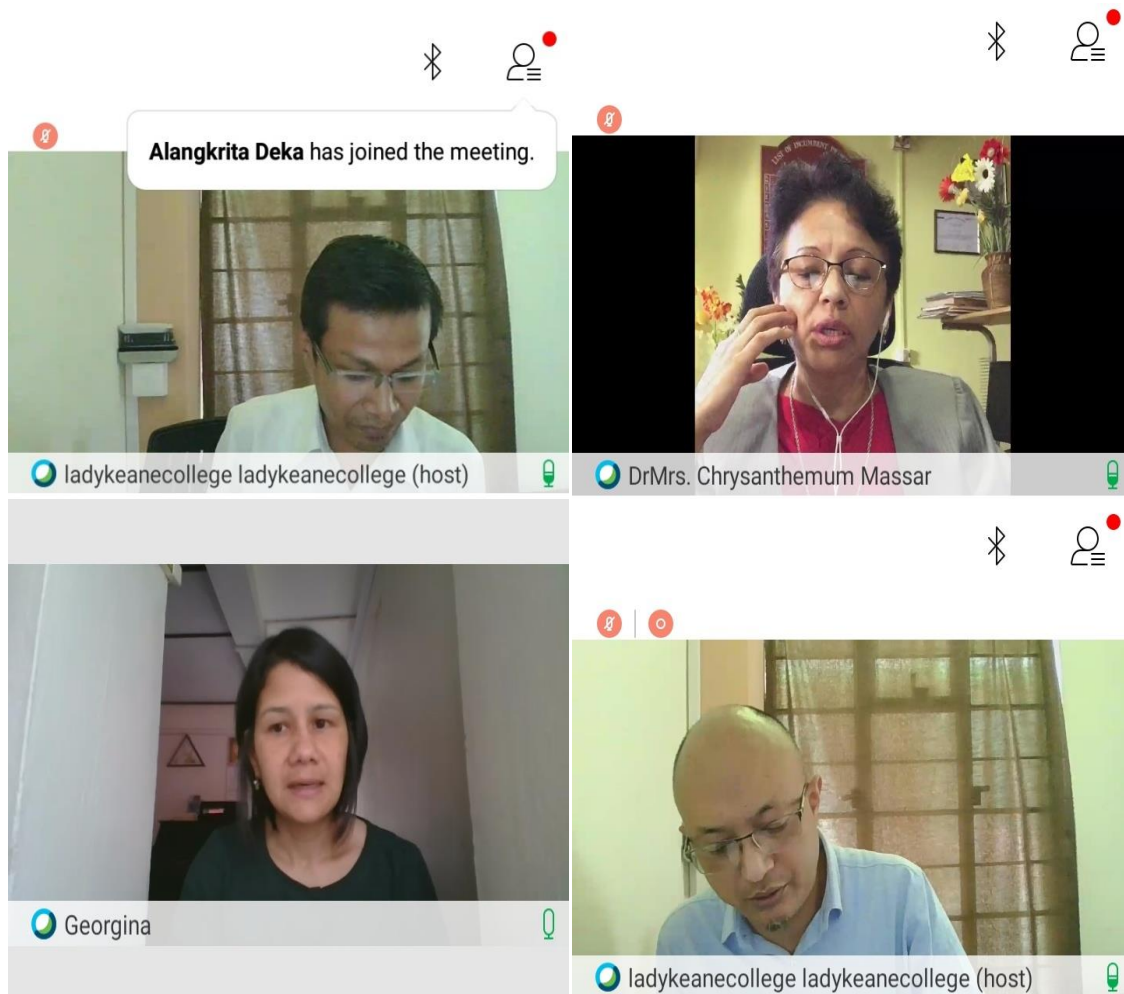 Alangkrita Deka has joined the meeting.
ladykeanecollege ladykeanecollege (host)
DrMrs. Chrysanthemum Massar
Georgina
ladykeanecollege ladykeanecollege (host)